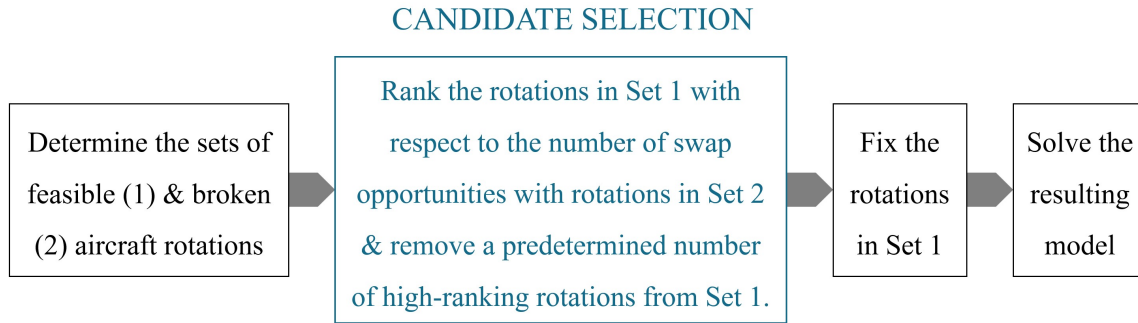 CANDIDATE SELECTION
Determine the sets of
feasible (1) & broken
(2) aircraft rotations
Rank the rotations in Set 1 with
respect to the number of swap
opportunities with rotations in Set 2
& remove a predetermined number
of high-ranking rotations from Set 1.
Fix the
rotations
in Set 1
Solve the
resulting
model